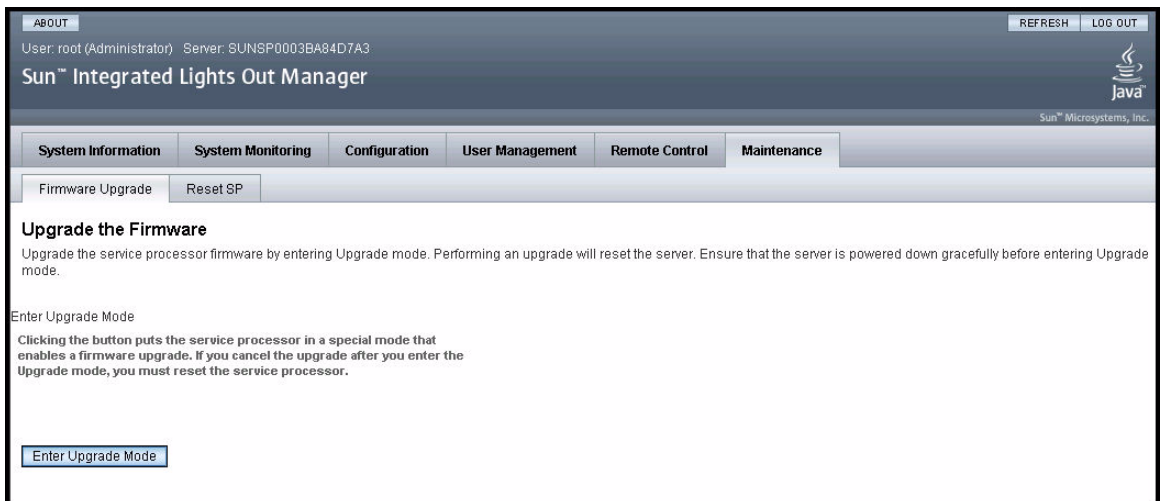 ABOUT
REFRESH LOG OUT
User: root (Administrator) Server: SUNSP0003BA84D7A3
Sun™ Integrated Lights Out Manager
Java™
Sun™ Microsystems, Inc.
System Information System Monitoring Configuration User Management Remote Control Maintenance
Firmware Upgrade Reset SP
Upgrade the Firmware
Upgrade the service processor firmware by entering Upgrade mode. Performing an upgrade will reset the server. Ensure that the server is powered down gracefully before entering Upgrade
mode.
Enter Upgrade Mode
Clicking the button puts the service processor in a special mode that
enables a firmware upgrade. If you cancel the upgrade after you enter the
Upgrade mode, you must reset the service processor.
Enter Upgrade Mode